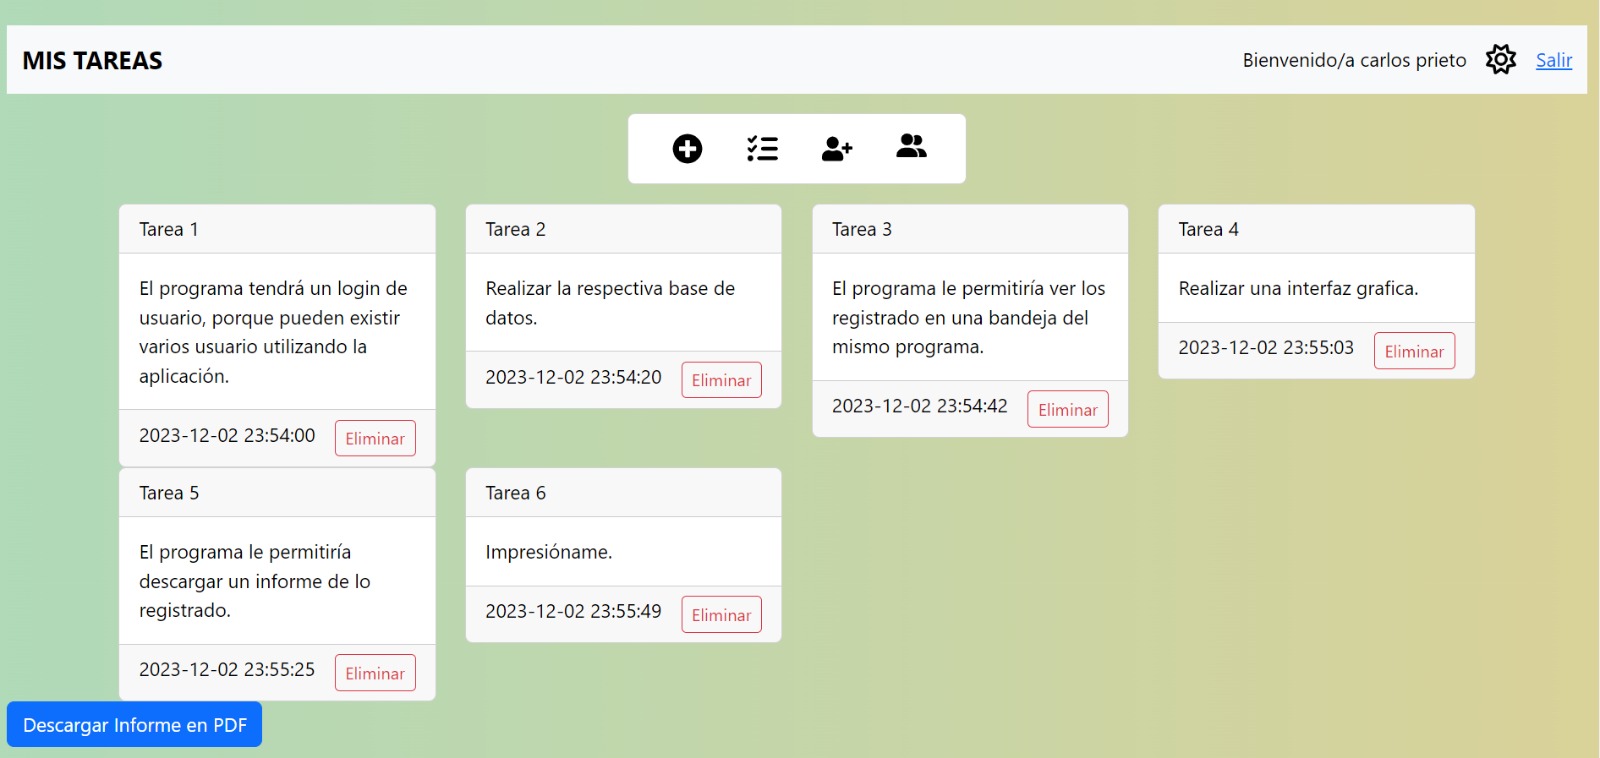 MIS TAREAS
Bienvenido/a carlos prieto
Salir
Tarea 1
El programa tendrá un login de
usuario, porque pueden existir
varios usuario utilizando la
aplicación.
2023-12-02 23:54:00
Eliminar
Tarea 2
Realizar la respectiva base de
datos.
2023-12-02 23:54:20
Eliminar
Tarea 3
El programa le permitiría ver los
registrado en una bandeja del
mismo programa.
2023-12-02 23:54:42
Eliminar
Tarea 4
Realizar una interfaz grafica.
2023-12-02 23:55:03
Eliminar
Tarea 5
El programa le permitiría
descargar un informe de lo
registrado.
2023-12-02 23:55:25
Eliminar
Tarea 6
Impresióname.
2023-12-02 23:55:49
Eliminar
Descargar Informe en PDF